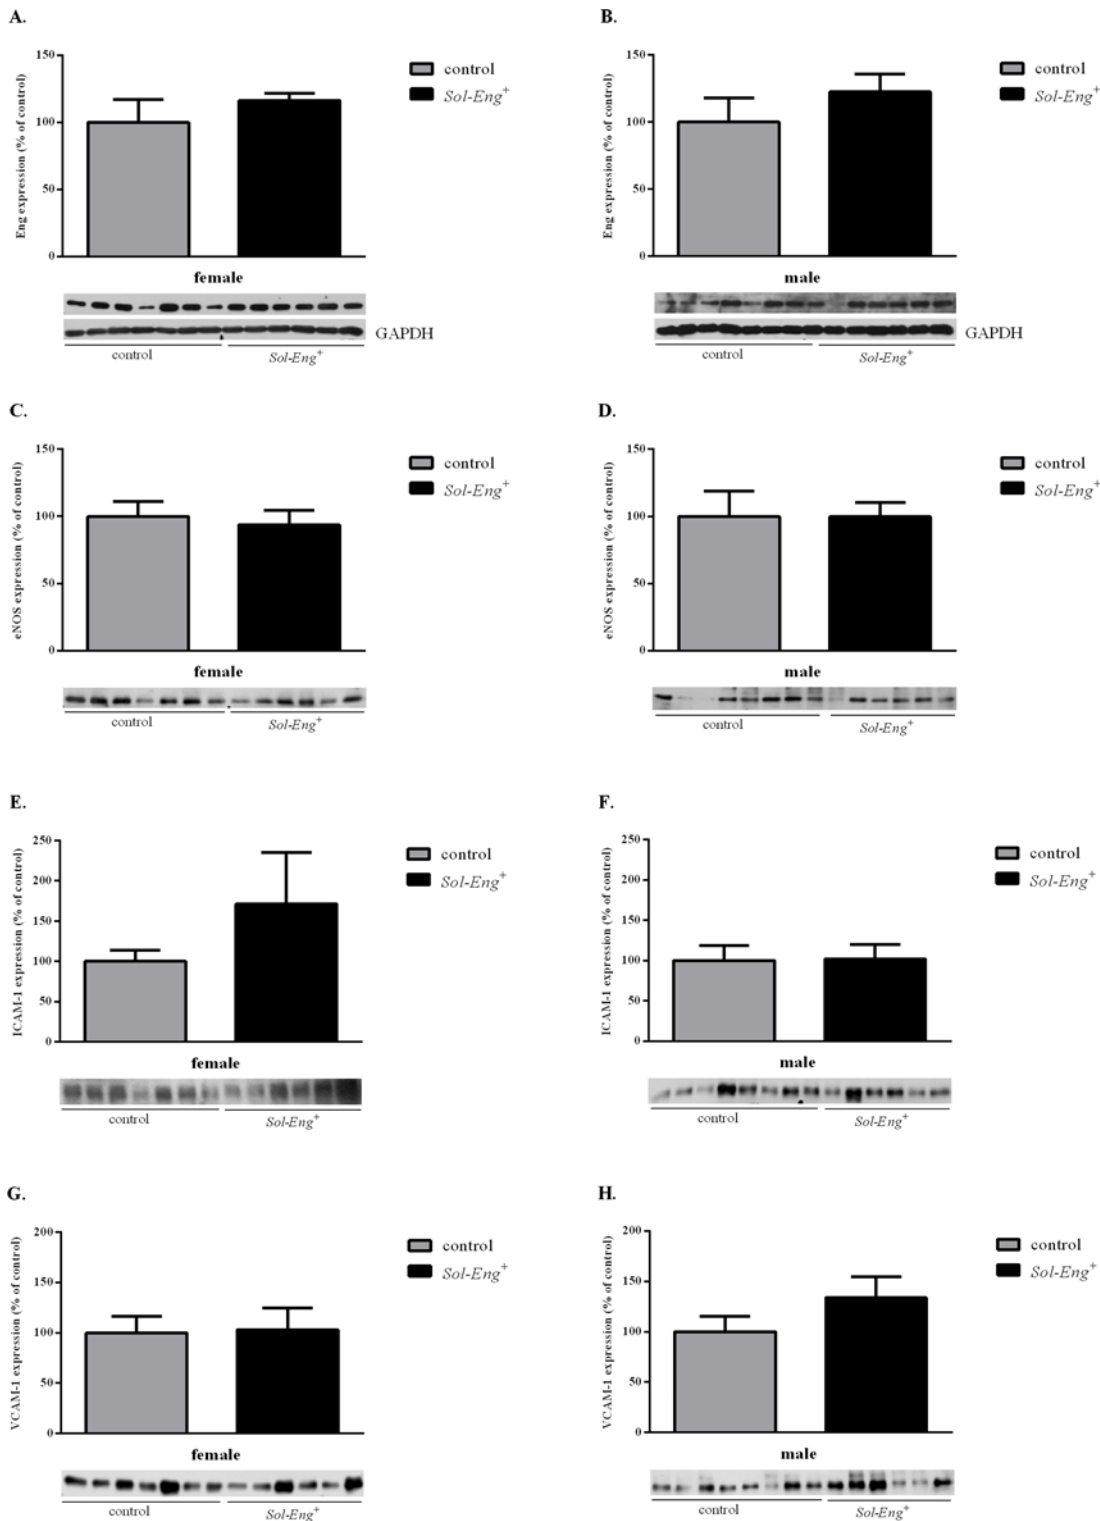 A.
Eng expression (% of control)
150
100
50
0
control
Sol-Eng+
female
GAPDH
control
Sol-Eng+
B.
Eng expression (% of control)
150
100
50
0
control
Sol-Eng+
male
GAPDH
control
Sol-Eng+
C.
eNOS expression (% of control)
150
100
50
0
control
Sol-Eng+
female
control
Sol-Eng+
D.
eNOS expression (% of control)
150
100
50
0
control
Sol-Eng+
male
control
Sol-Eng+
E.
ICAM-1 expression (% of control)
250
200
150
100
50
0
control
Sol-Eng+
female
control
Sol-Eng+
F.
ICAM-1 expression (% of control)
250
200
150
100
50
0
control
Sol-Eng+
male
control
Sol-Eng+
G.
VCAM-1 expression (% of control)
200
150
100
50
0
control
Sol-Eng+
female
control
Sol-Eng+
H.
VCAM-1 expression (% of control)
200
150
100
50
0
control
Sol-Eng+
male
control
Sol-Eng+